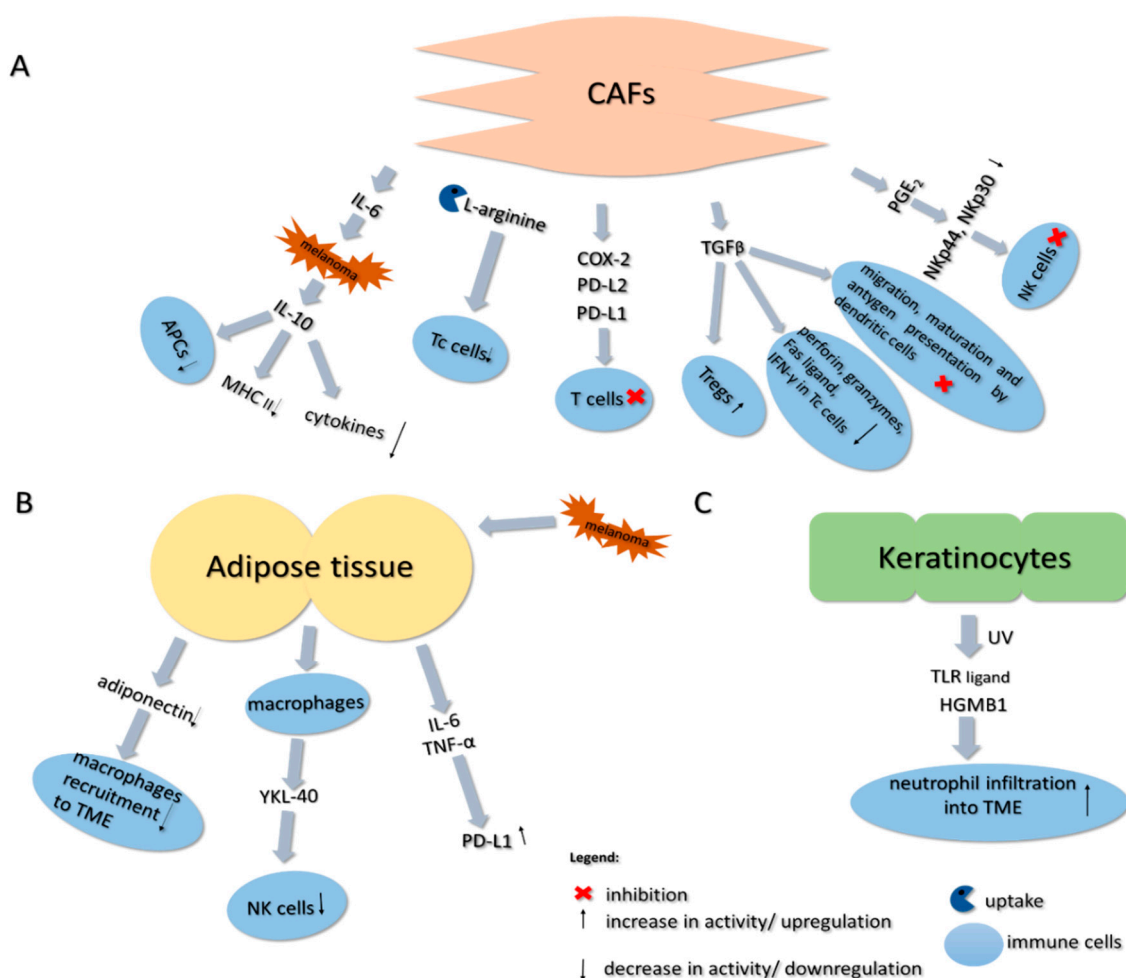 A
CAFs
IL-6
melanoma
IL-10
APCs
MHC II
cytokines
L-arginine
Tc cells
COX-2
PD-L2
PD-L1
T cells
TGFβ
Tregs
perforin, granzymes,
Fas ligand,
IFN-γ in Tc cells
migration, maturation and
antygen presentation by
dendritic cells
PGE2
NKp44, NKp30
NK cells
B
Adipose tissue
melanoma
adiponectin
macrophages
recruitment
to TME
macrophages
YKL-40
NK cells
IL-6
TNF-α
PD-L1
C
Keratinocytes
UV
TLR ligand
HGMB1
neutrophil infiltration
into TME
Legend:
inhibition
increase in activity/ upregulation
decrease in activity/ downregulation
uptake
immune cells